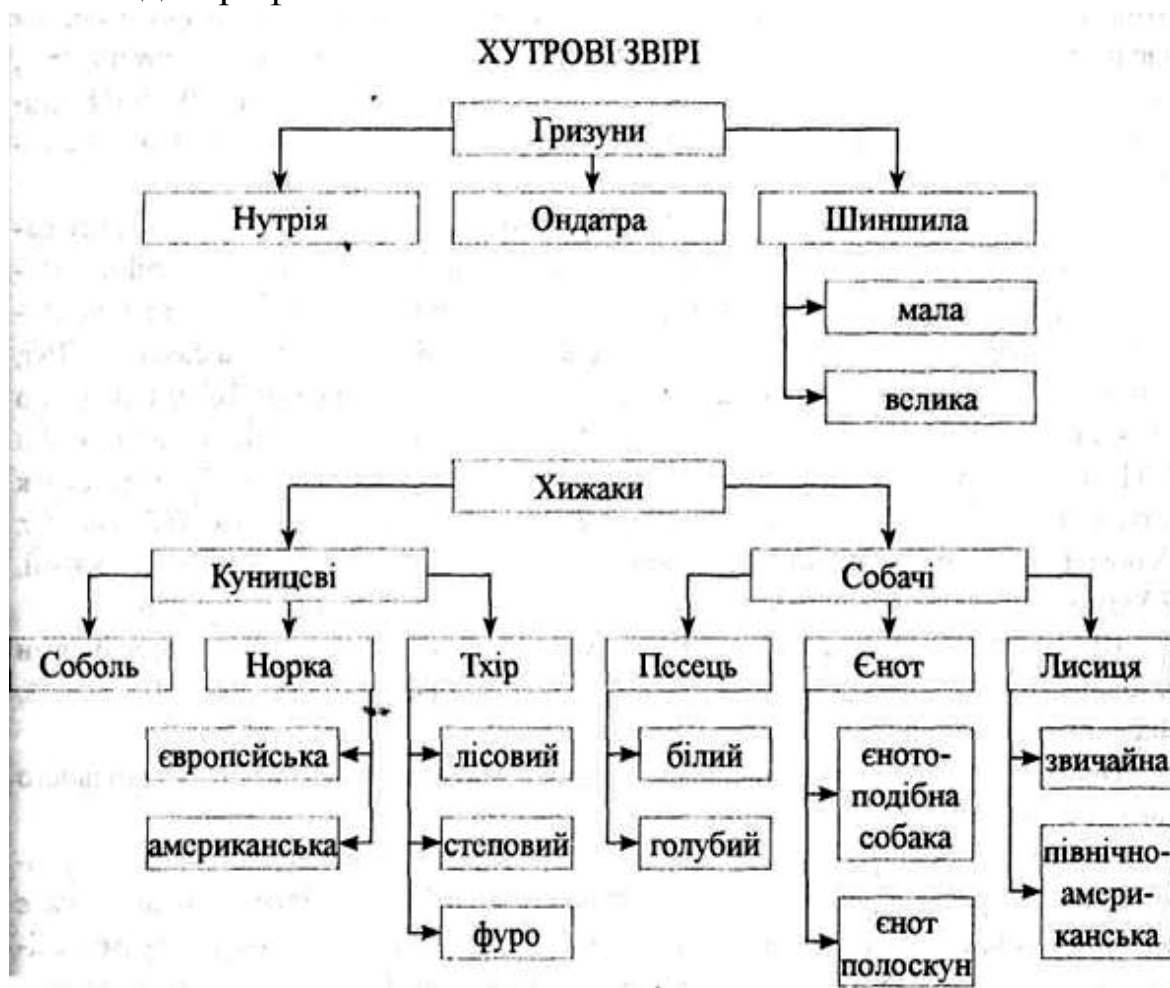 ХУТРОВІ ЗВІРІ
Гризуни
Нутрія
Ондатра
Шиншила
мала
велика
Хижаки
Куницеві
Собачі
Соболь
Норка
Тхір
Песець
Єнот
Лисиця
європейська
американська
лісовий
степовий
фуро
білий
голубий
єното-
подібна
собака
єнот
полоскун
звичайна
північно-
амери-
канська